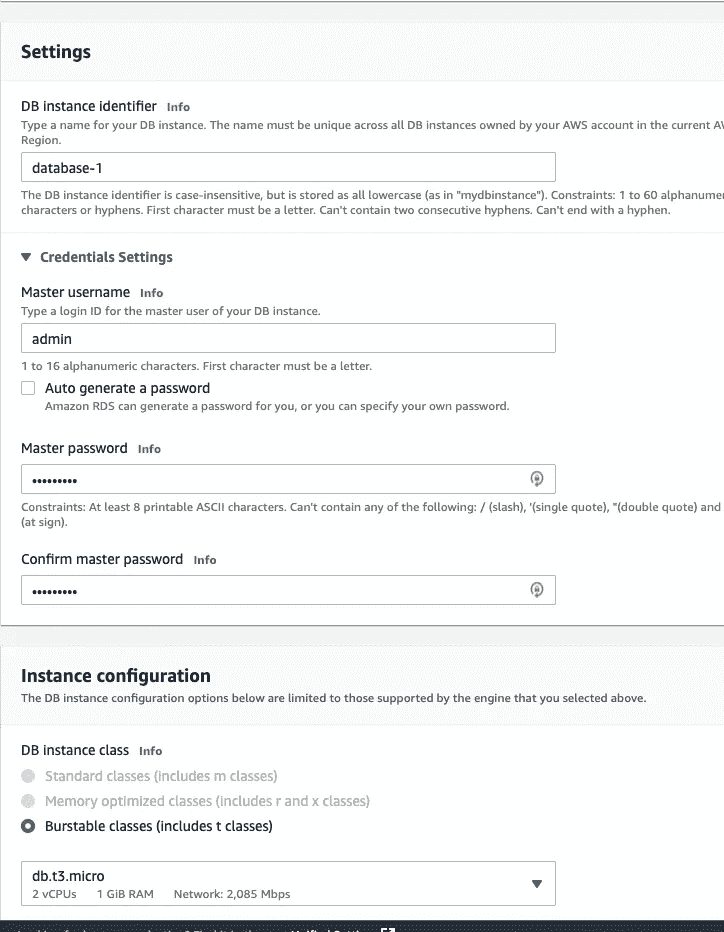 Settings
DB instance identifier Info
Type a name for your DB instance. The name must be unique across all DB instances owned by your AWS account in the current
Region.
database-1
The DB instance identifier is case-insensitive, but is stored as all lowercase (as in "mydbinstance"). Constraints: 1 to 60
characters or hyphens. First character must be a letter. Can't contain two consecutive hyphens. Can't end with a hyphen.
▼ Credentials Settings
Master username Info
Type a login ID for the master user of your DB instance.
admin
1 to 16 alphanumeric characters. First character must be a letter.
Auto generate a password
Amazon RDS can generate a password for you, or you can specify your own password.
Master password Info
•••••••••
Constraints: At least 8 printable ASCII characters. Can't contain any of the following: / (slash), '(single quote), "(double quote) and
(at sign).
Confirm master password Info
•••••••••
Instance configuration
The DB instance configuration options below are limited to those supported by the engine that you selected above.
DB instance class Info
Standard classes (includes m classes)
Memory optimized classes (includes r and x classes)
Burstable classes (includes t classes)
db.t3.micro
2 vCPUs 1 GiB RAM Network: 2,085 Mbps